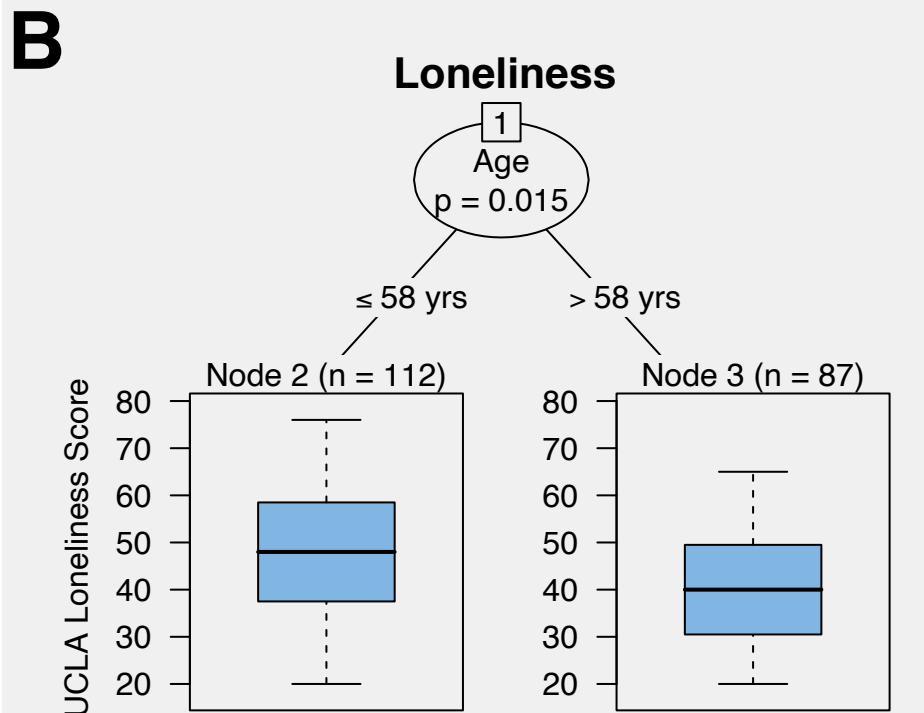 B
Loneliness
1
Age
p = 0.015
≤ 58 yrs
> 58 yrs
Node 2 (n = 112)
Node 3 (n = 87)
UCLA Loneliness Score
80
70
60
50
40
30
20
80
70
60
50
40
30
20